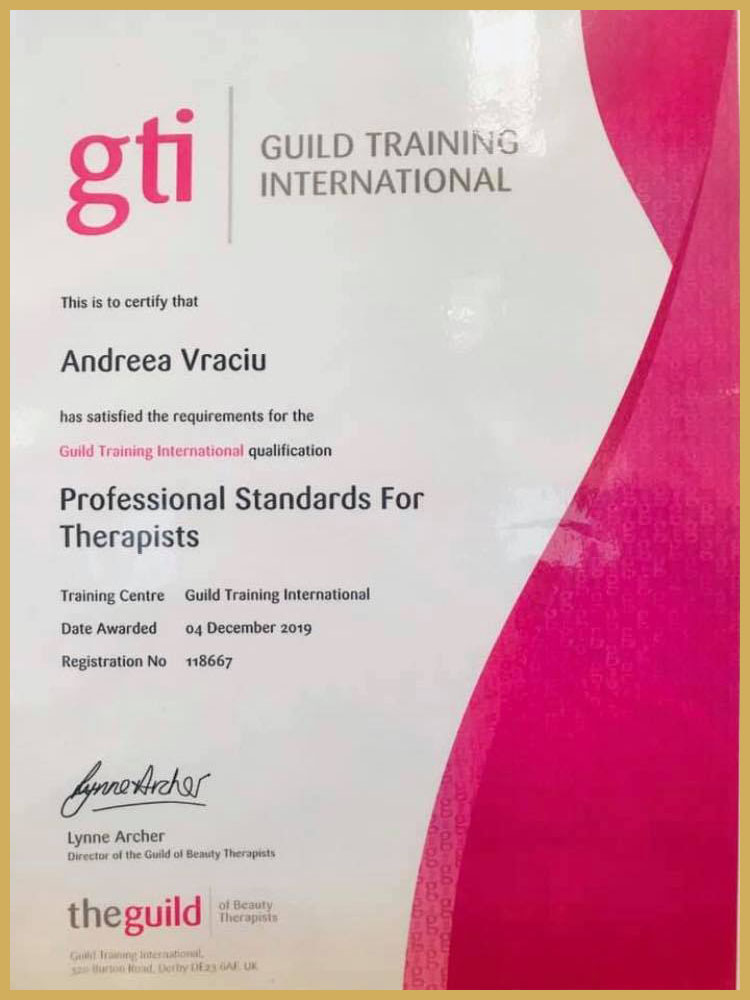 gti
GUILD TRAINING
INTERNATIONAL
This is to certify that
Andreea Vraciu
has satisfied the requirements for the
Guild Training International qualification
Professional Standards For
Therapists
Training Centre Guild Training International
Date Awarded 04 December 2019
Registration No 118667
Lynne Archer
Lynne Archer
Director of the Guild of Beauty Therapists
theguild
of Beauty
Therapists
Guild Training International,
320 Burton Road, Derby DE23 6AF, UK